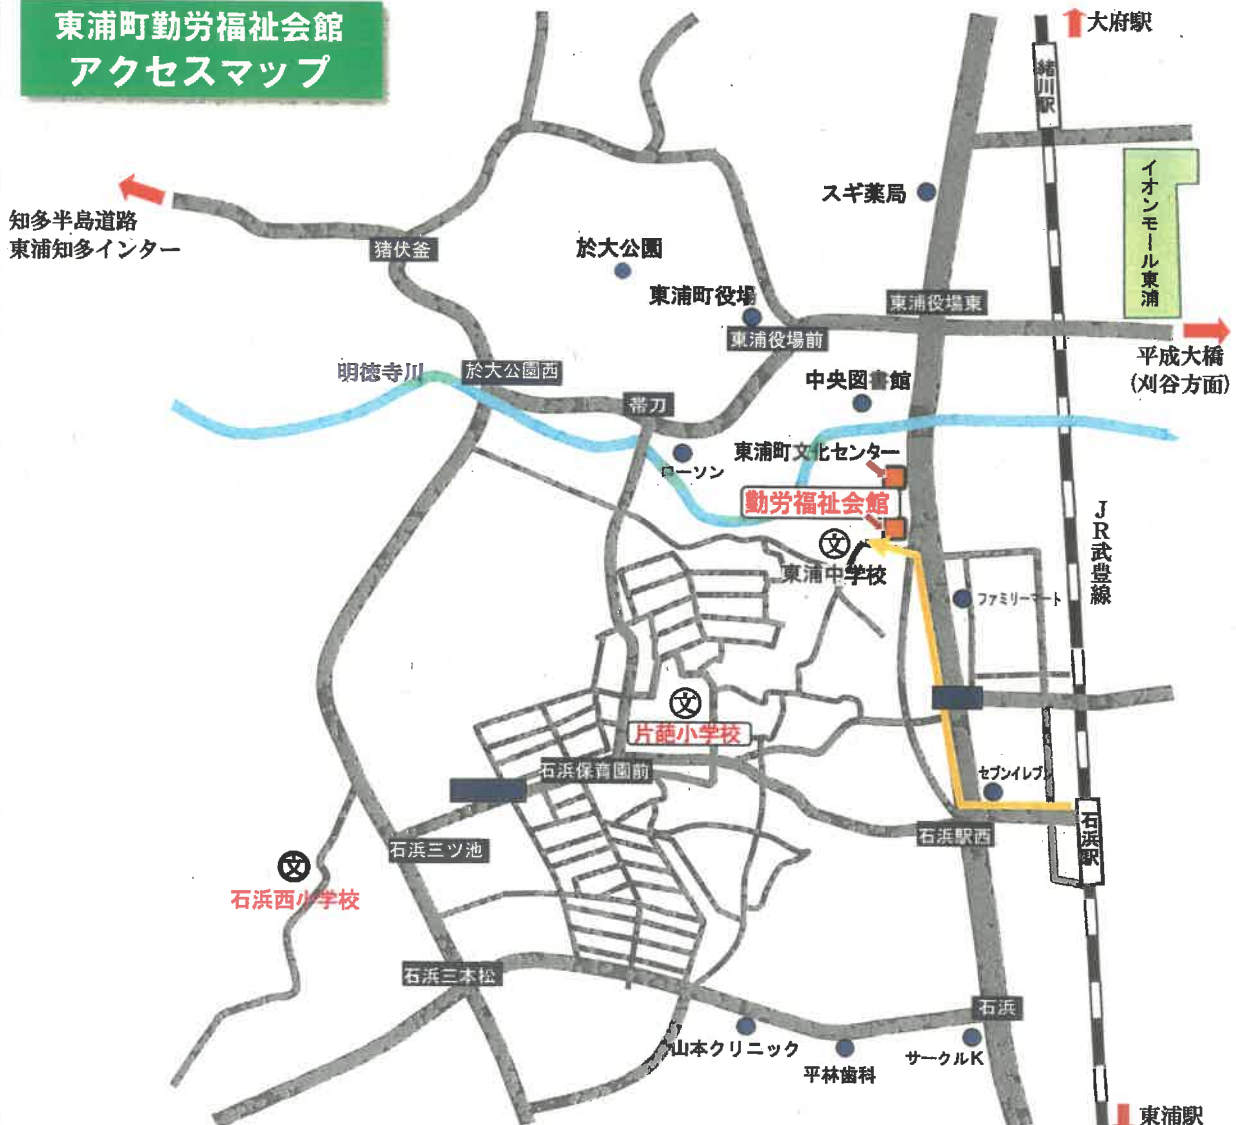 東浦町勤労福祉会館
アクセスマップ
大府駅
緒川駅
イオンモール東浦
スギ薬局
知多半島道路
東浦知多インター
猪伏釜
於大公園
東浦町役場
東浦役場東
東浦役場前
平成大橋
(刈谷方面)
明徳寺川
於大公園西
帯刀
中央図書館
ローソン
東浦町文化センター
勤労福祉会館
文
東浦中学校
JR武豊線
ファミリーマート
文
片葩小学校
石浜保育園前
セブンイレブン
石浜駅西
石浜駅
石浜三ツ池
文
石浜西小学校
石浜三本松
石浜
山本クリニック
平林歯科
サークルK
東浦駅